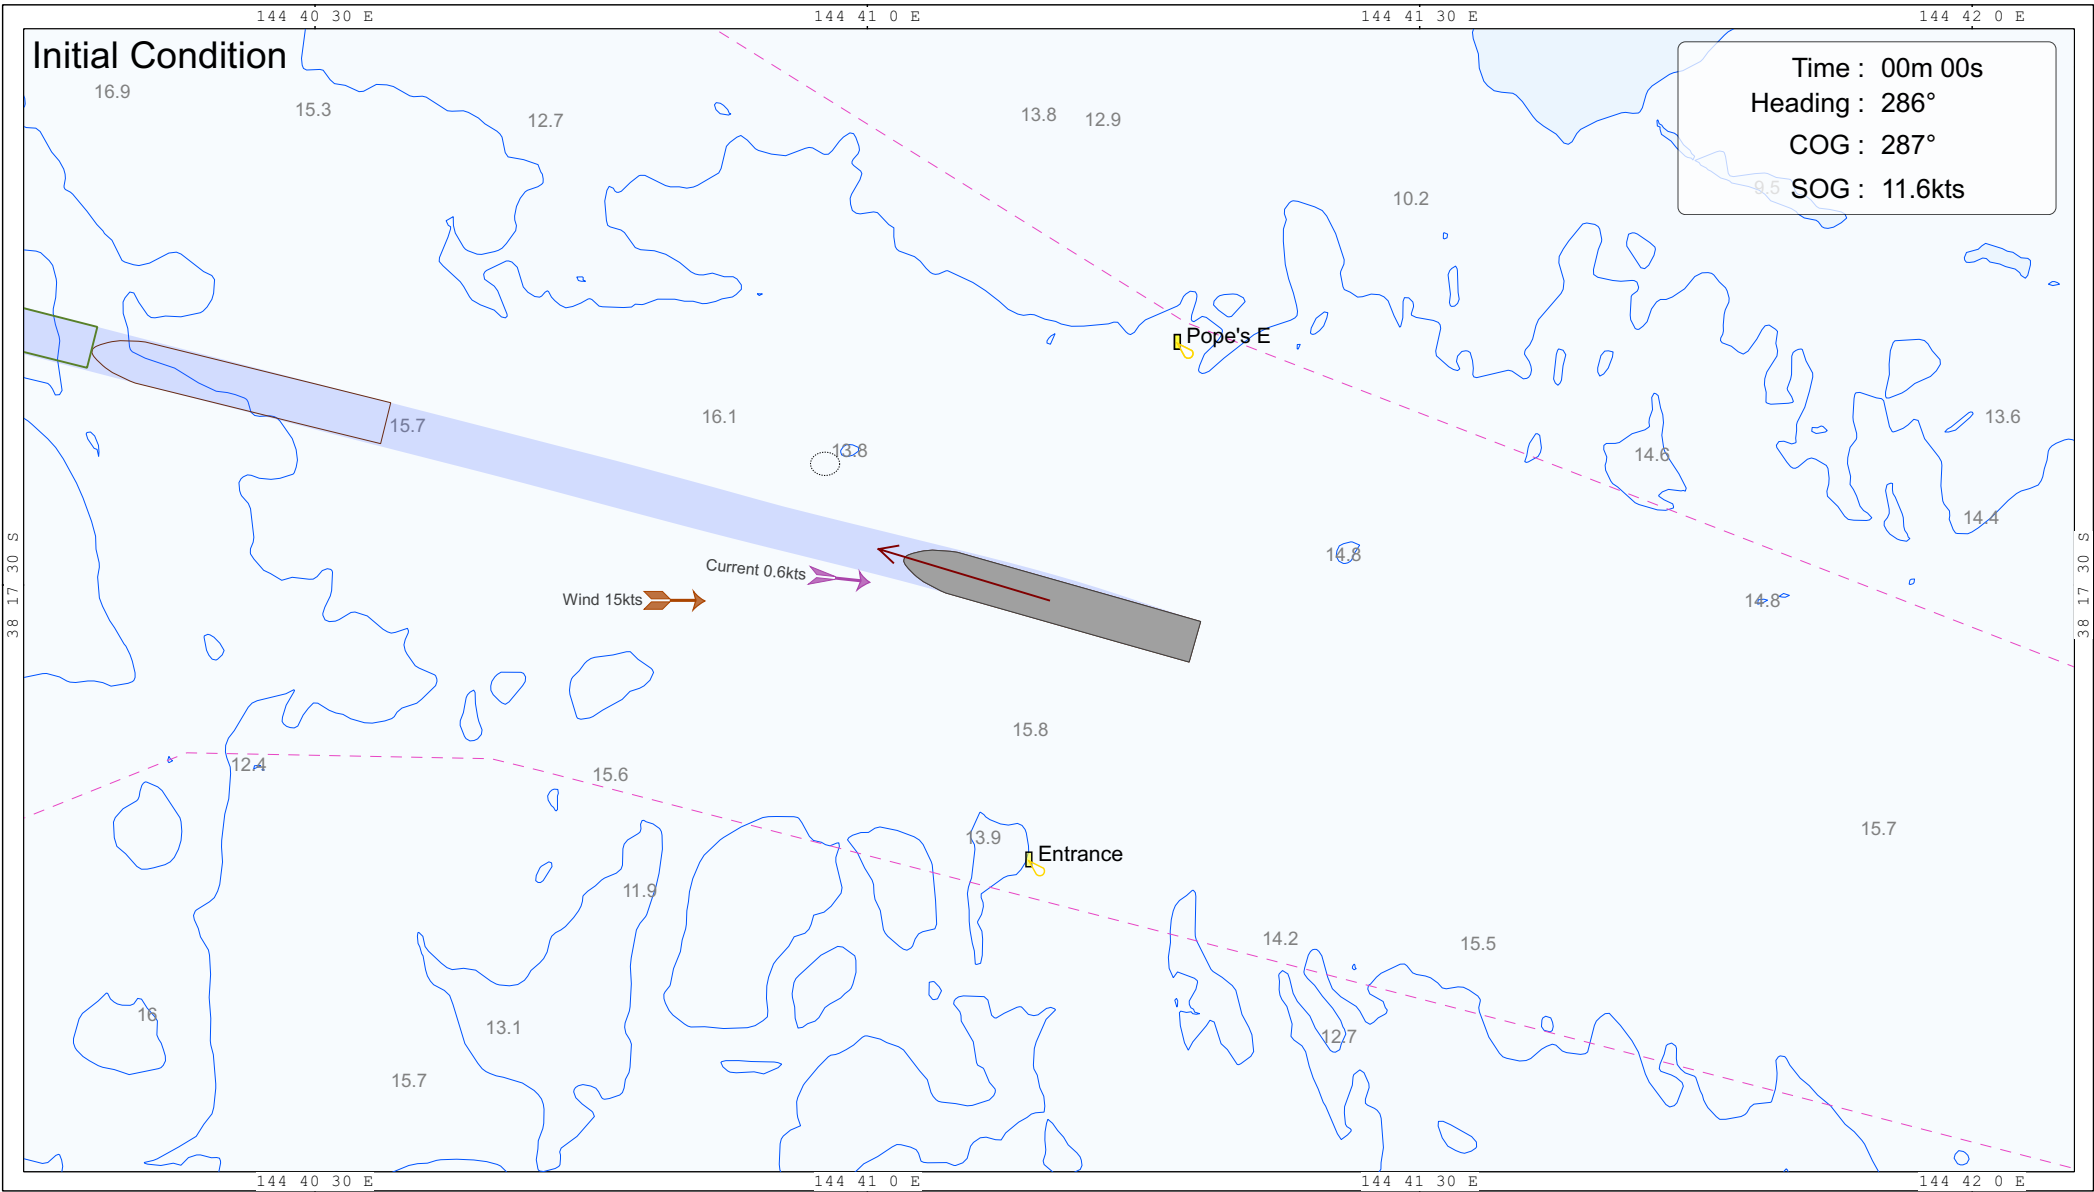 144 40 30 E
144 41 0 E
144 41 30 E
144 42 0 E
Initial Condition
Time : 00m 00s
Heading : 286°
COG : 287°
SOG : 11.6kts
16.9
15.3
12.7
13.8
12.9
10.2
9.5
Pope's E
15.7
16.1
13.8
14.6
13.6
14.4
14.8
14.8
Current 0.6kts
Wind 15kts
38 17 30 S
38 17 30 S
15.8
12.4
15.6
13.9
Entrance
15.7
11.9
14.2
15.5
16
13.1
12.7
15.7
144 40 30 E
144 41 0 E
144 41 30 E
144 42 0 E